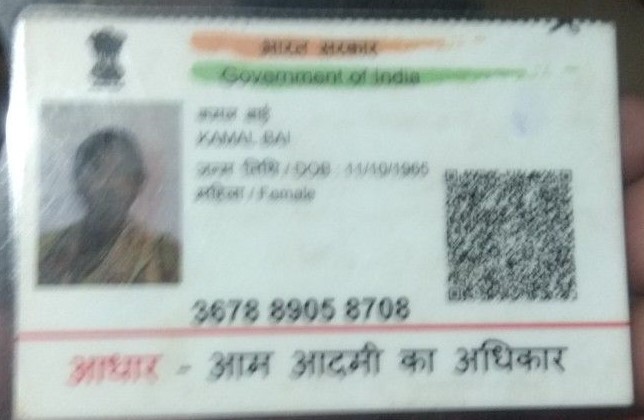 भारत सरकार
Government of India
कमल बाई
KAMAL BAI
जन्म तिथि / DOB : 11/10/1965
महिला / Female
3678 8905 8708
आधार - आम आदमी का अधिकार